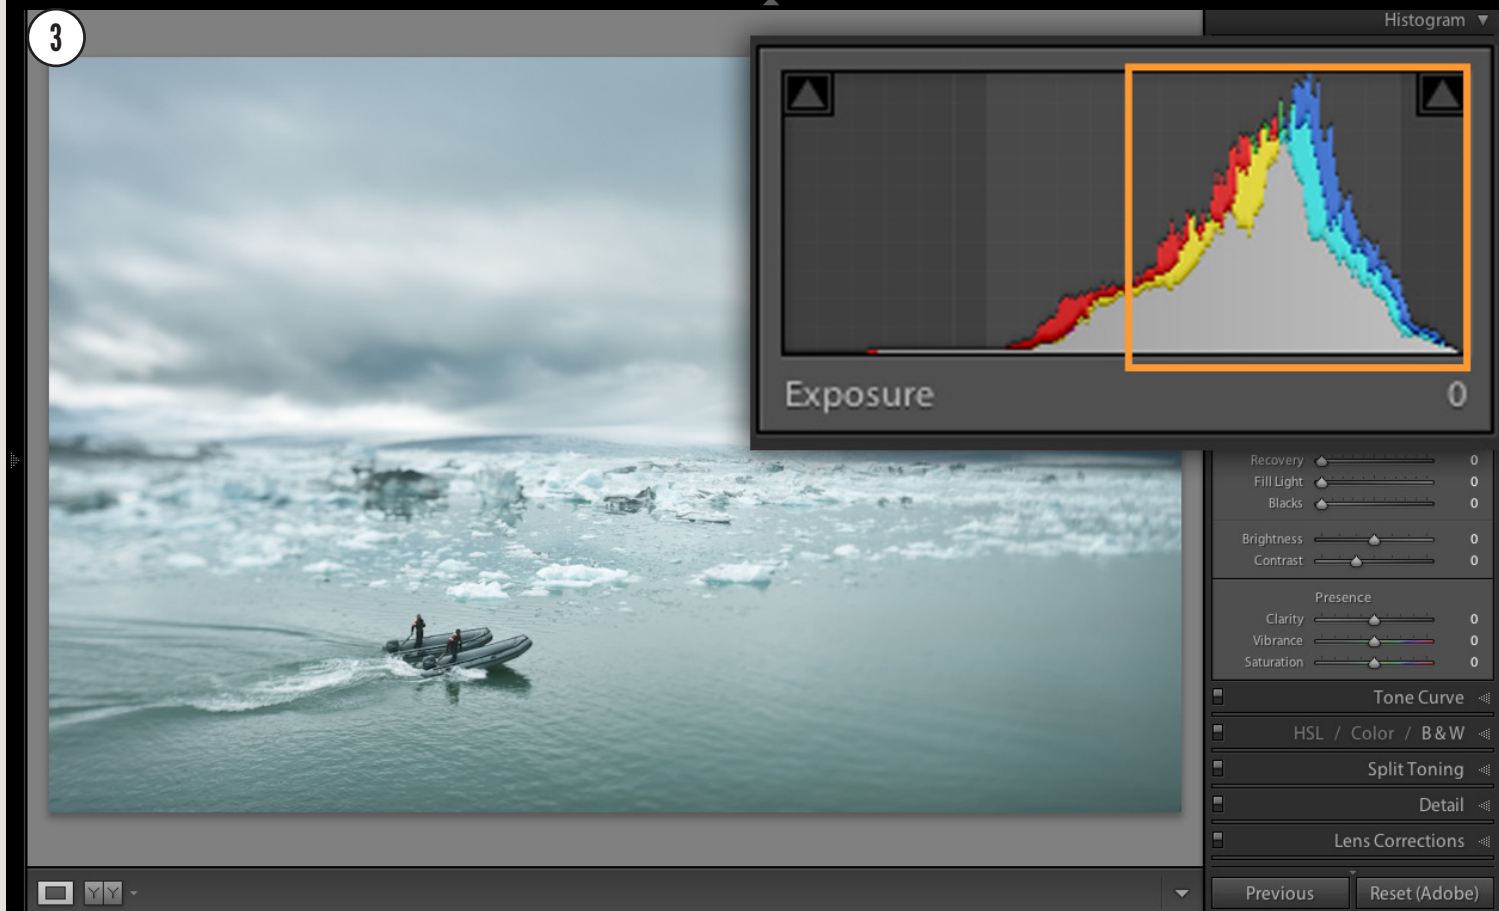 3
Histogram
Exposure 0
Recovery 0
Fill Light 0
Blacks 0
Brightness 0
Contrast 0
Presence
Clarity 0
Vibrance 0
Saturation 0
Tone Curve
HSL / Color / B & W
Split Toning
Detail
Lens Corrections
Y Y
Previous Reset (Adobe)